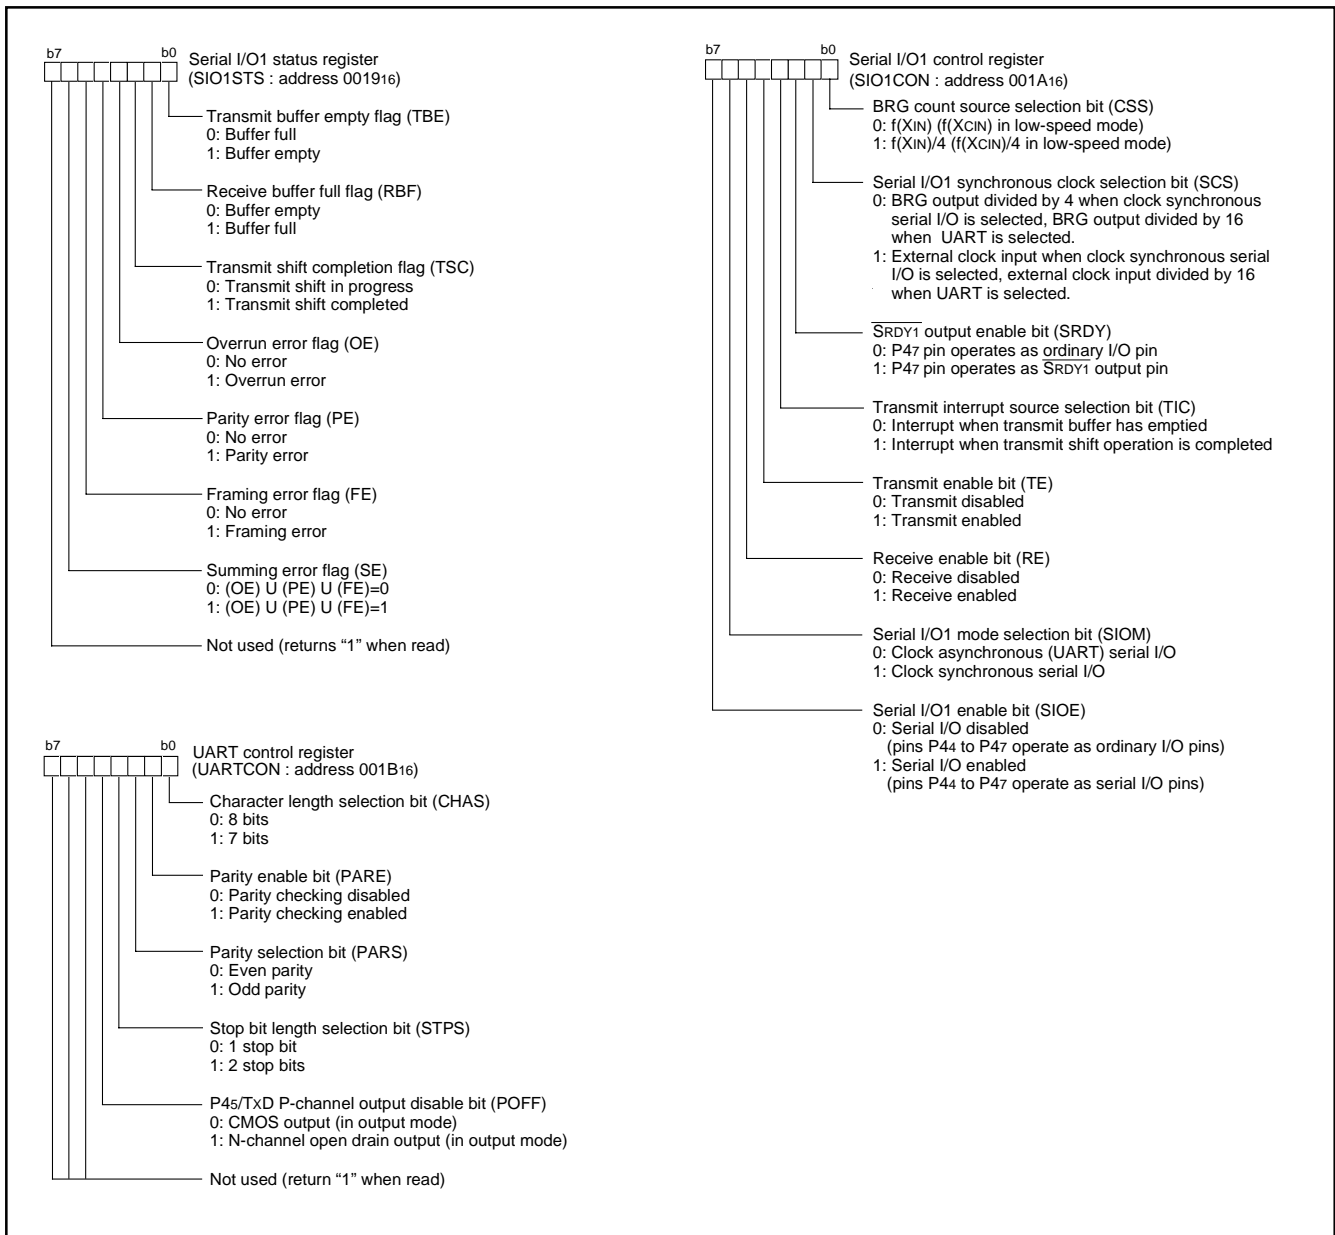 b7 b0
Serial I/O1 status register
(SIO1STS : address 001916)
Transmit buffer empty flag (TBE)
0: Buffer full
1: Buffer empty
Receive buffer full flag (RBF)
0: Buffer empty
1: Buffer full
Transmit shift completion flag (TSC)
0: Transmit shift in progress
1: Transmit shift completed
Overrun error flag (OE)
0: No error
1: Overrun error
Parity error flag (PE)
0: No error
1: Parity error
Framing error flag (FE)
0: No error
1: Framing error
Summing error flag (SE)
0: (OE) U (PE) U (FE)=0
1: (OE) U (PE) U (FE)=1
Not used (returns “1” when read)
b7 b0
UART control register
(UARTCON : address 001B16)
Character length selection bit (CHAS)
0: 8 bits
1: 7 bits
Parity enable bit (PARE)
0: Parity checking disabled
1: Parity checking enabled
Parity selection bit (PARS)
0: Even parity
1: Odd parity
Stop bit length selection bit (STPS)
0: 1 stop bit
1: 2 stop bits
P45/TXD P-channel output disable bit (POFF)
0: CMOS output (in output mode)
1: N-channel open drain output (in output mode)
Not used (return “1” when read)
b7 b0
Serial I/O1 control register
(SIO1CON : address 001A16)
BRG count source selection bit (CSS)
0: f(XIN) (f(XCIN) in low-speed mode)
1: f(XIN)/4 (f(XCIN)/4 in low-speed mode)
Serial I/O1 synchronous clock selection bit (SCS)
0: BRG output divided by 4 when clock synchronous
serial I/O is selected, BRG output divided by 16
when UART is selected.
1: External clock input when clock synchronous serial
I/O is selected, external clock input divided by 16
when UART is selected.
SRDY1 output enable bit (SRDY)
0: P47 pin operates as ordinary I/O pin
1: P47 pin operates as SRDY1 output pin
Transmit interrupt source selection bit (TIC)
0: Interrupt when transmit buffer has emptied
1: Interrupt when transmit shift operation is completed
Transmit enable bit (TE)
0: Transmit disabled
1: Transmit enabled
Receive enable bit (RE)
0: Receive disabled
1: Receive enabled
Serial I/O1 mode selection bit (SIOM)
0: Clock asynchronous (UART) serial I/O
1: Clock synchronous serial I/O
Serial I/O1 enable bit (SIOE)
0: Serial I/O disabled
(pins P44 to P47 operate as ordinary I/O pins)
1: Serial I/O enabled
(pins P44 to P47 operate as serial I/O pins)